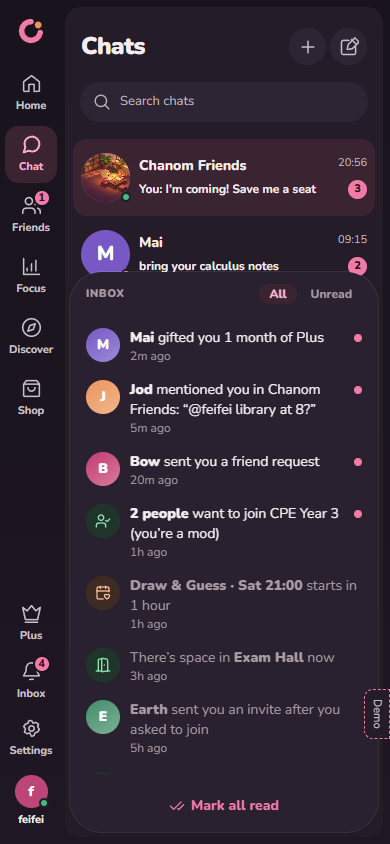 Chats
Search chats
Home
Chat
1
Friends
Focus
Discover
Shop
Plus
4
Inbox
Settings
f
feifei
Chanom Friends 20:56
You: I'm coming! Save me a seat 3
M
Mai 09:15
bring your calculus notes 2
INBOX All Unread
M
Mai gifted you 1 month of Plus
2m ago
J
Jod mentioned you in Chanom
Friends: “@feifei library at 8?”
5m ago
B
Bow sent you a friend request
20m ago
2 people want to join CPE Year 3
(you're a mod)
1h ago
Draw & Guess · Sat 21:00 starts in
1 hour
1h ago
There's space in Exam Hall now
3h ago
E
Earth sent you an invite after you
asked to join
5h ago
Mark all read
Demo